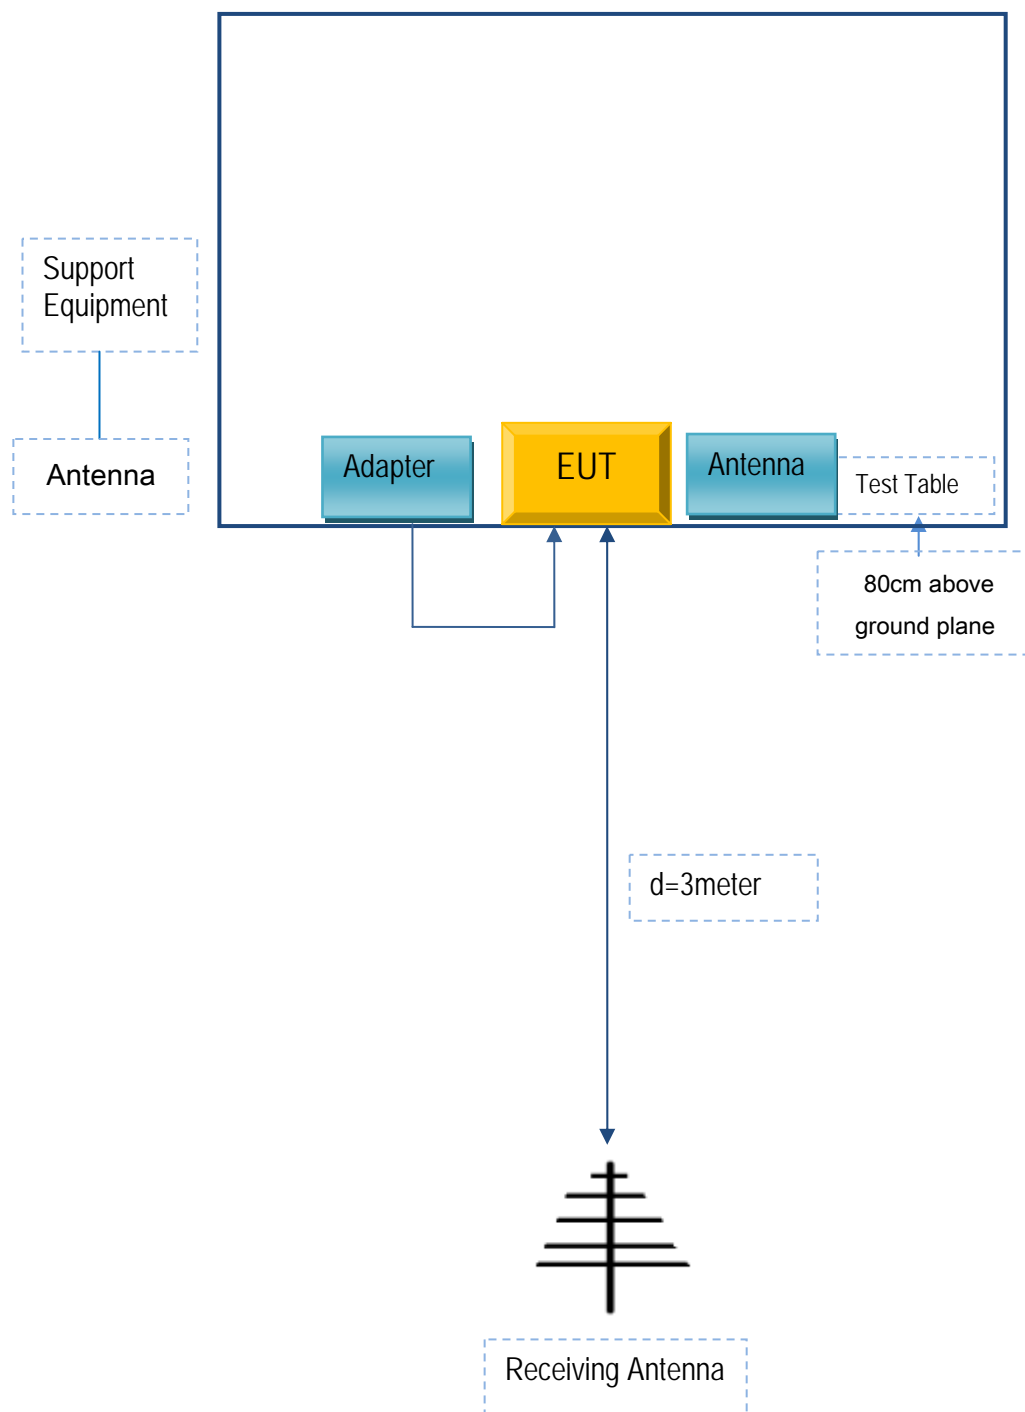 Support
Equipment
Antenna
Adapter
EUT
Antenna
Test Table
80cm above
ground plane
d=3meter
Receiving Antenna